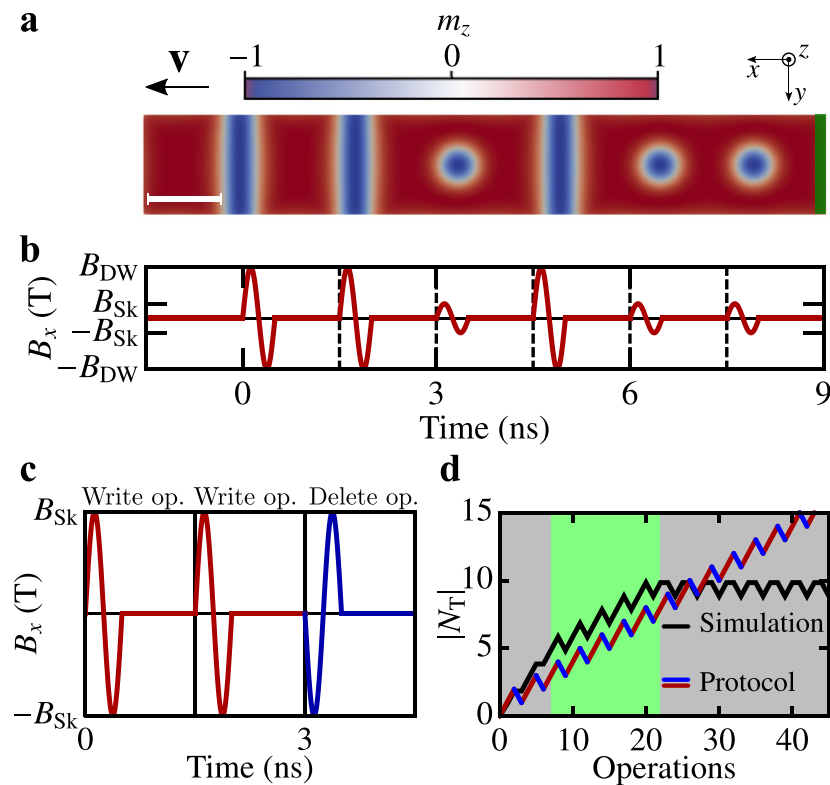 a
m_z
−1 0 1
v
z
x
y
b
B_DW
B_Sk
−B_Sk
−B_DW
B_x (T)
0 3 6 9
Time (ns)
c
Write op. Write op. Delete op.
B_Sk
−B_Sk
B_x (T)
0 3
Time (ns)
d
15
10
5
0
|N_T|
Simulation
Protocol
0 10 20 30 40
Operations